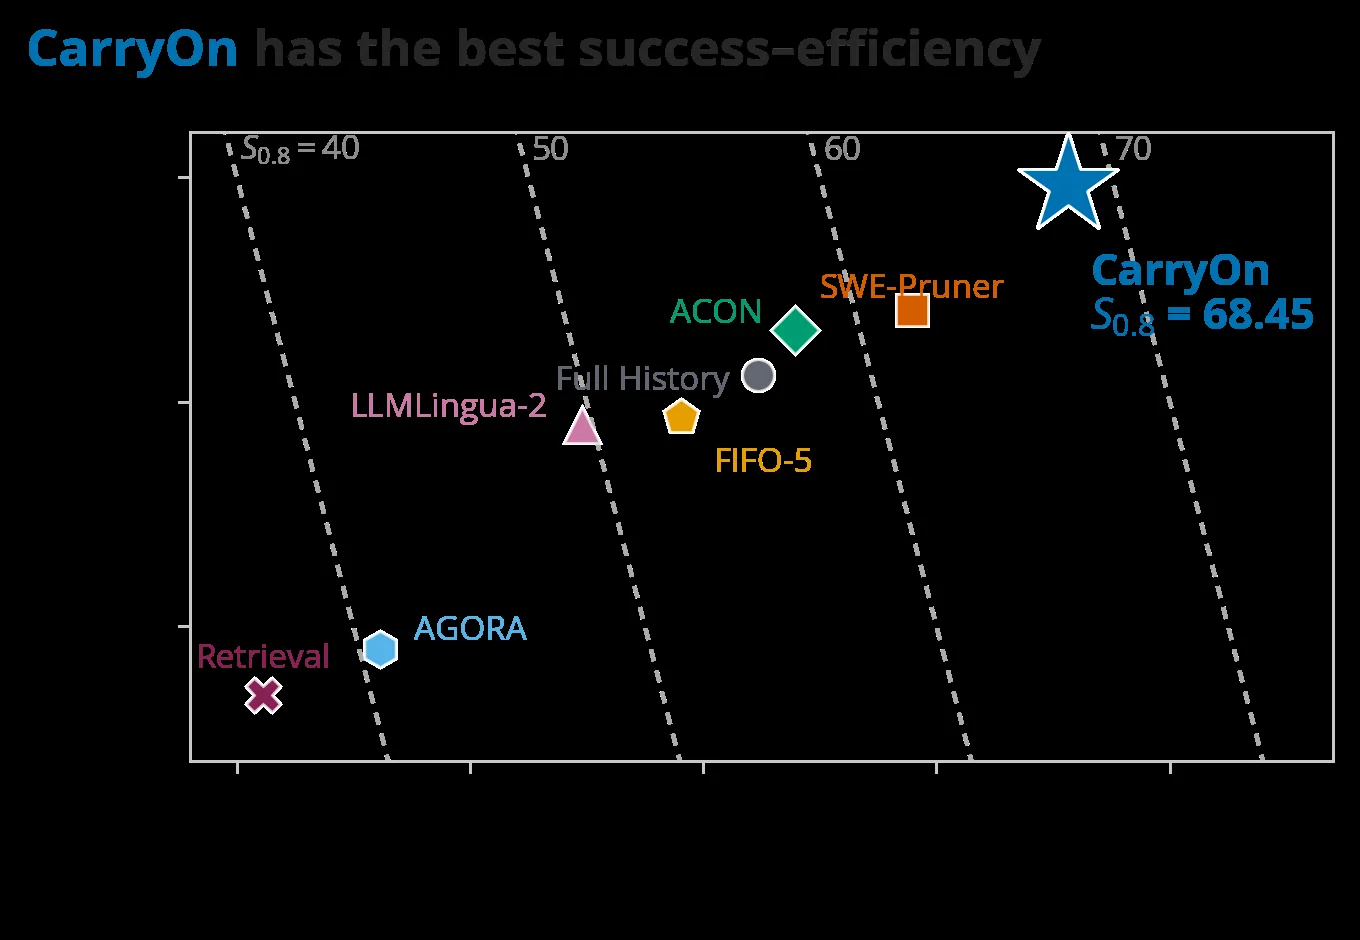 CarryOn has the best success–efficiency
S0.8 = 40
50
60
70
CarryOn
S0.8 = 68.45
SWE-Pruner
ACON
Full History
LLMLingua-2
FIFO-5
AGORA
Retrieval